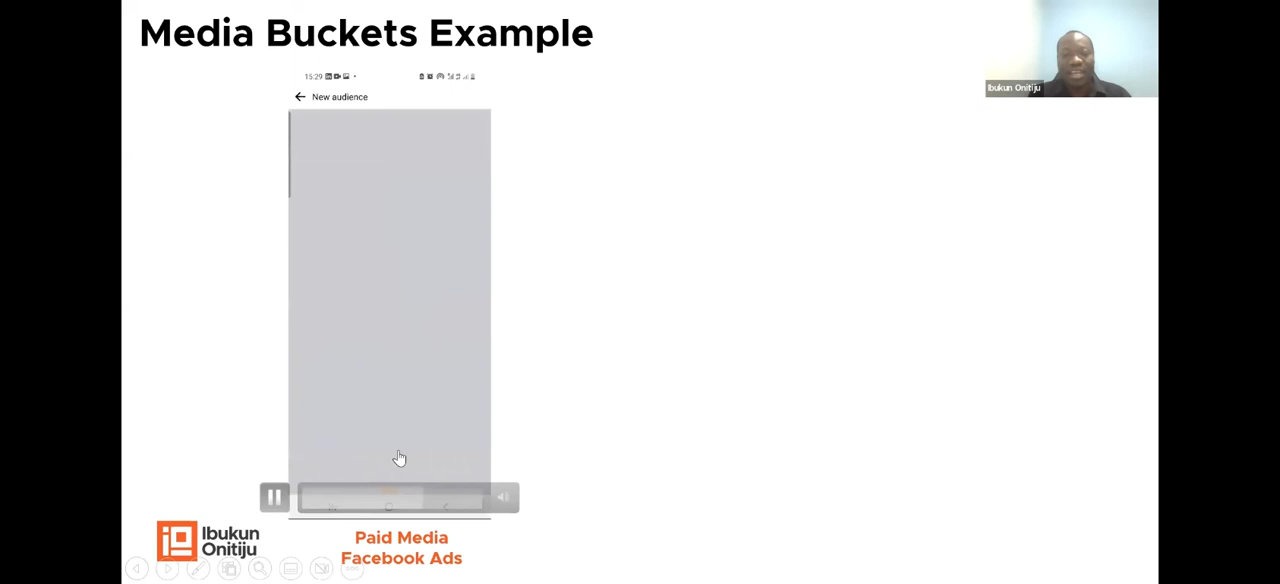 Media Buckets Example
Ibukun Onitiju
15:29
New audience
Ibukun
Onitiju
Paid Media
Facebook Ads